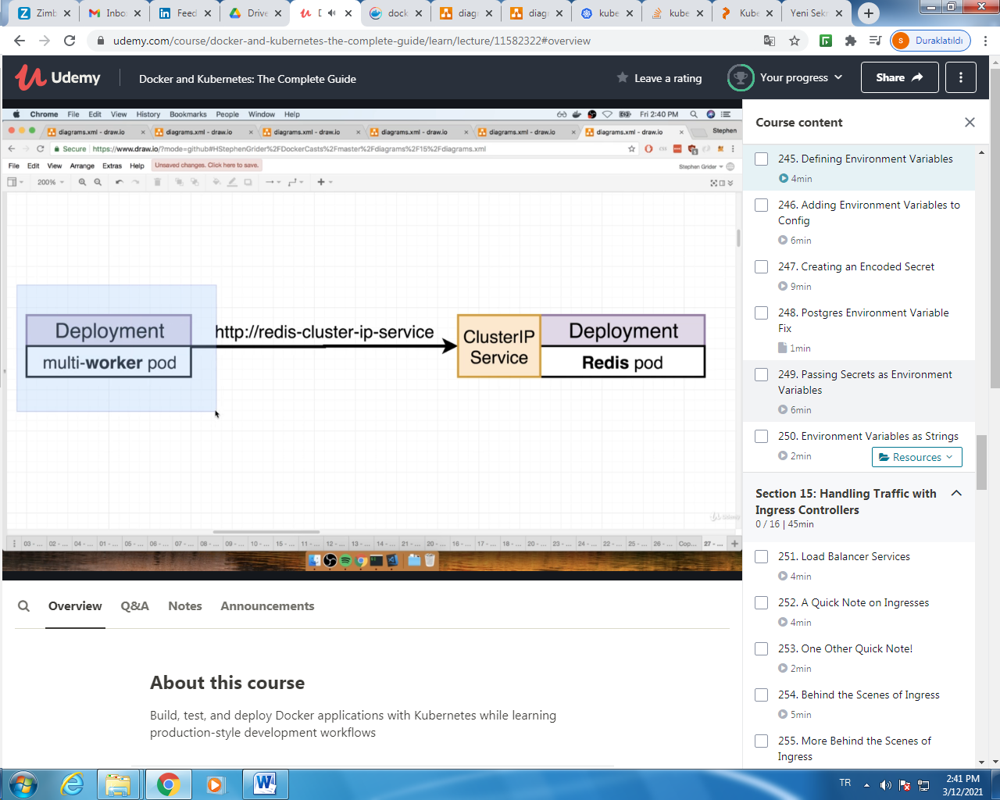 Zimb
Inbo
Feed
Drive
D
dock
diagr
diagr
kube
kube
Kube
Yeni Sekr
udemy.com/course/docker-and-kubernetes-the-complete-guide/learn/lecture/11582322#overview
S Duraklatıldı
Udemy
Docker and Kubernetes: The Complete Guide
Leave a rating
Your progress
Share
Chrome File Edit View History Bookmarks People Window Help
Fri 2:40 PM
diagrams.xml - draw.io
diagrams.xml - draw.io
diagrams.xml - draw.io
diagrams.xml - draw.io
diagrams.xml - draw.io
diagrams.xml - draw.io
Stephen
Secure https://www.draw.io/?mode=github#HStephenGrider%2FDockerCasts%2Fmaster%2Fdiagrams%2F15%2Fdiagrams.xml
File Edit View Arrange Extras Help Unsaved changes. Click here to save.
Stephen Grider
200%
Deployment
multi-worker pod
http://redis-cluster-ip-service
ClusterIP
Service
Deployment
Redis pod
Udemy
03 - ... 02 - ... 04 - ... 01 - ... 05 - ... 06 - ... 07 - ... 08 - ... 09 - ... 10 - ... 15 - ... 11 - ... 12 - ... 13 - ... 14 - ... 21 - ... 20 - ... 16 - ... 17 - ... 18 - ... 20 - ... 23 - ... 22 - ... 24 - ... 25 - ... 26 - ... Cop... 27 - ...
Course content
245. Defining Environment Variables
4min
246. Adding Environment Variables to
Config
6min
247. Creating an Encoded Secret
9min
248. Postgres Environment Variable
Fix
1min
249. Passing Secrets as Environment
Variables
6min
250. Environment Variables as Strings
2min
Resources
Section 15: Handling Traffic with
Ingress Controllers
0 / 16 | 45min
251. Load Balancer Services
4min
252. A Quick Note on Ingresses
4min
253. One Other Quick Note!
2min
254. Behind the Scenes of Ingress
5min
255. More Behind the Scenes of
Ingress
Overview
Q&A
Notes
Announcements
About this course
Build, test, and deploy Docker applications with Kubernetes while learning
production-style development workflows
TR
2:41 PM
3/12/2021